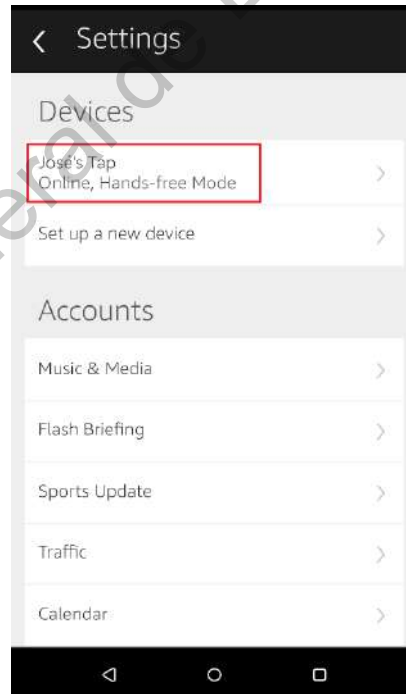 Settings
Devices
José's Tap
Online, Hands-free Mode
Set up a new device
Accounts
Music & Media
Flash Briefing
Sports Update
Traffic
Calendar